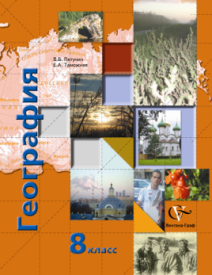 В.Б. Пятунин
Е.А. Таможняя
География
8 класс
Вентана-Граф